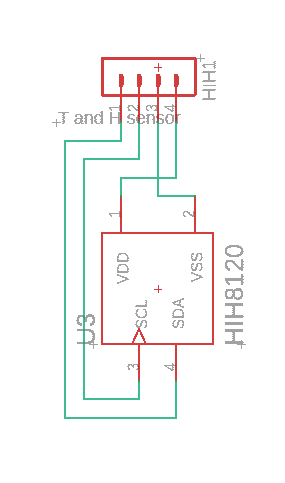 HIH1
1 2 3 4
T and H sensor
1 2
VDD VSS
SCL SDA
U3 HIH8120
3 4